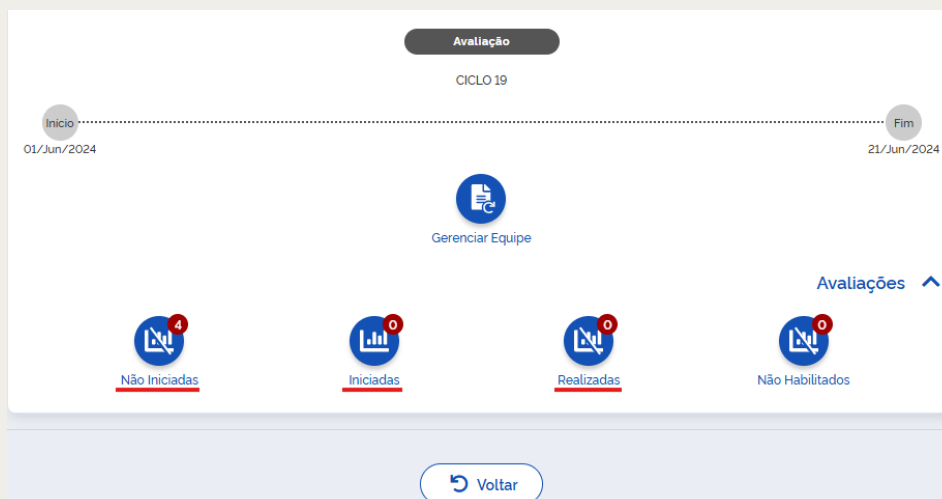 Avaliação
CICLO 19
Início
Fim
01/Jun/2024
21/Jun/2024
Gerenciar Equipe
Avaliações
4
0
0
0
Não Iniciadas
Iniciadas
Realizadas
Não Habilitados
Voltar